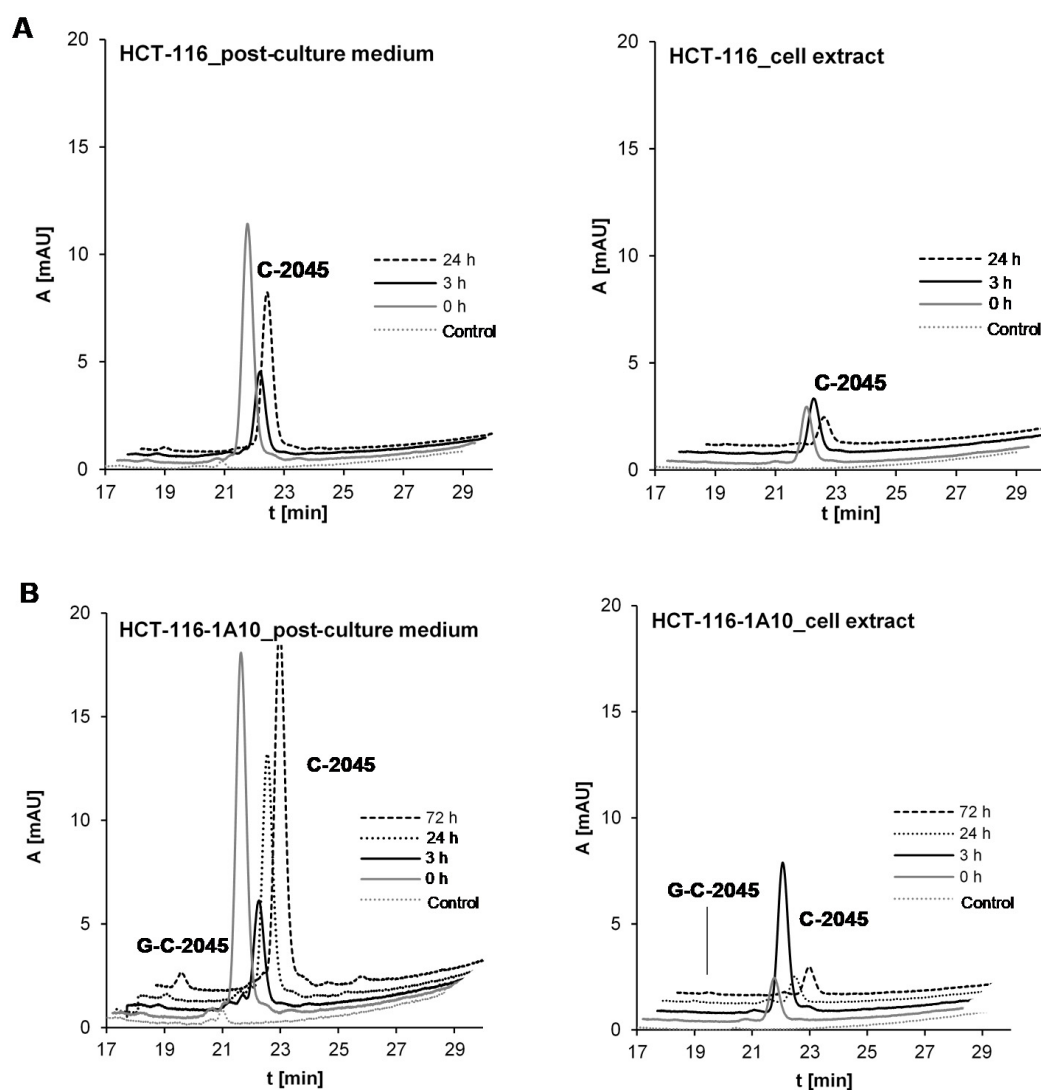 A
HCT-116_post-culture medium
20
15
10
5
0
A [mAU]
C-2045
24 h
3 h
0 h
Control
17 19 21 23 25 27 29
t [min]
HCT-116_cell extract
20
15
10
5
0
A [mAU]
C-2045
24 h
3 h
0 h
Control
17 19 21 23 25 27 29
t [min]
B
HCT-116-1A10_post-culture medium
20
15
10
5
0
A [mAU]
C-2045
G-C-2045
72 h
24 h
3 h
0 h
Control
17 19 21 23 25 27 29
t [min]
HCT-116-1A10_cell extract
20
15
10
5
0
A [mAU]
G-C-2045
C-2045
72 h
24 h
3 h
0 h
Control
17 19 21 23 25 27 29
t [min]